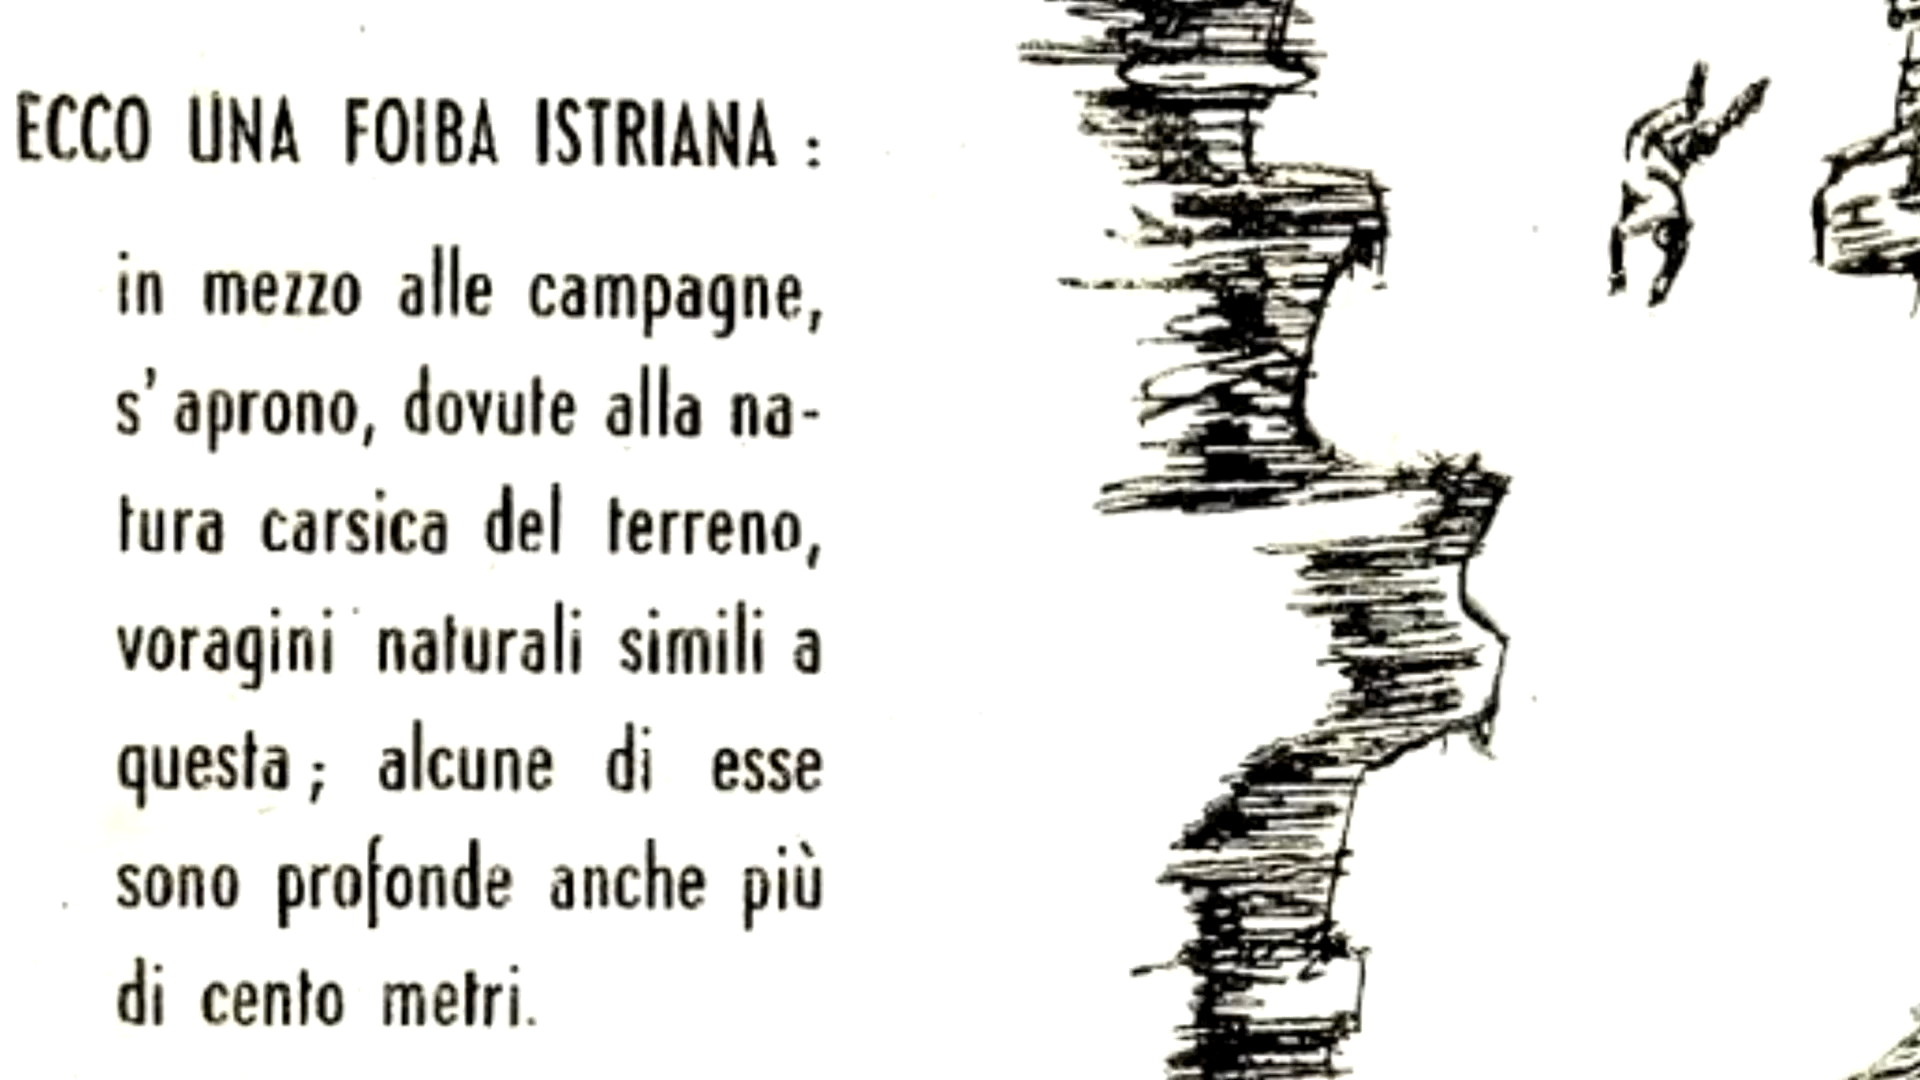 ECCO UNA FOIBA ISTRIANA :
in mezzo alle campagne,
s' aprono, dovute alla na-
tura carsica del terreno,
voragini naturali simili a
questa ; alcune di esse
sono profonde anche più
di cento metri.